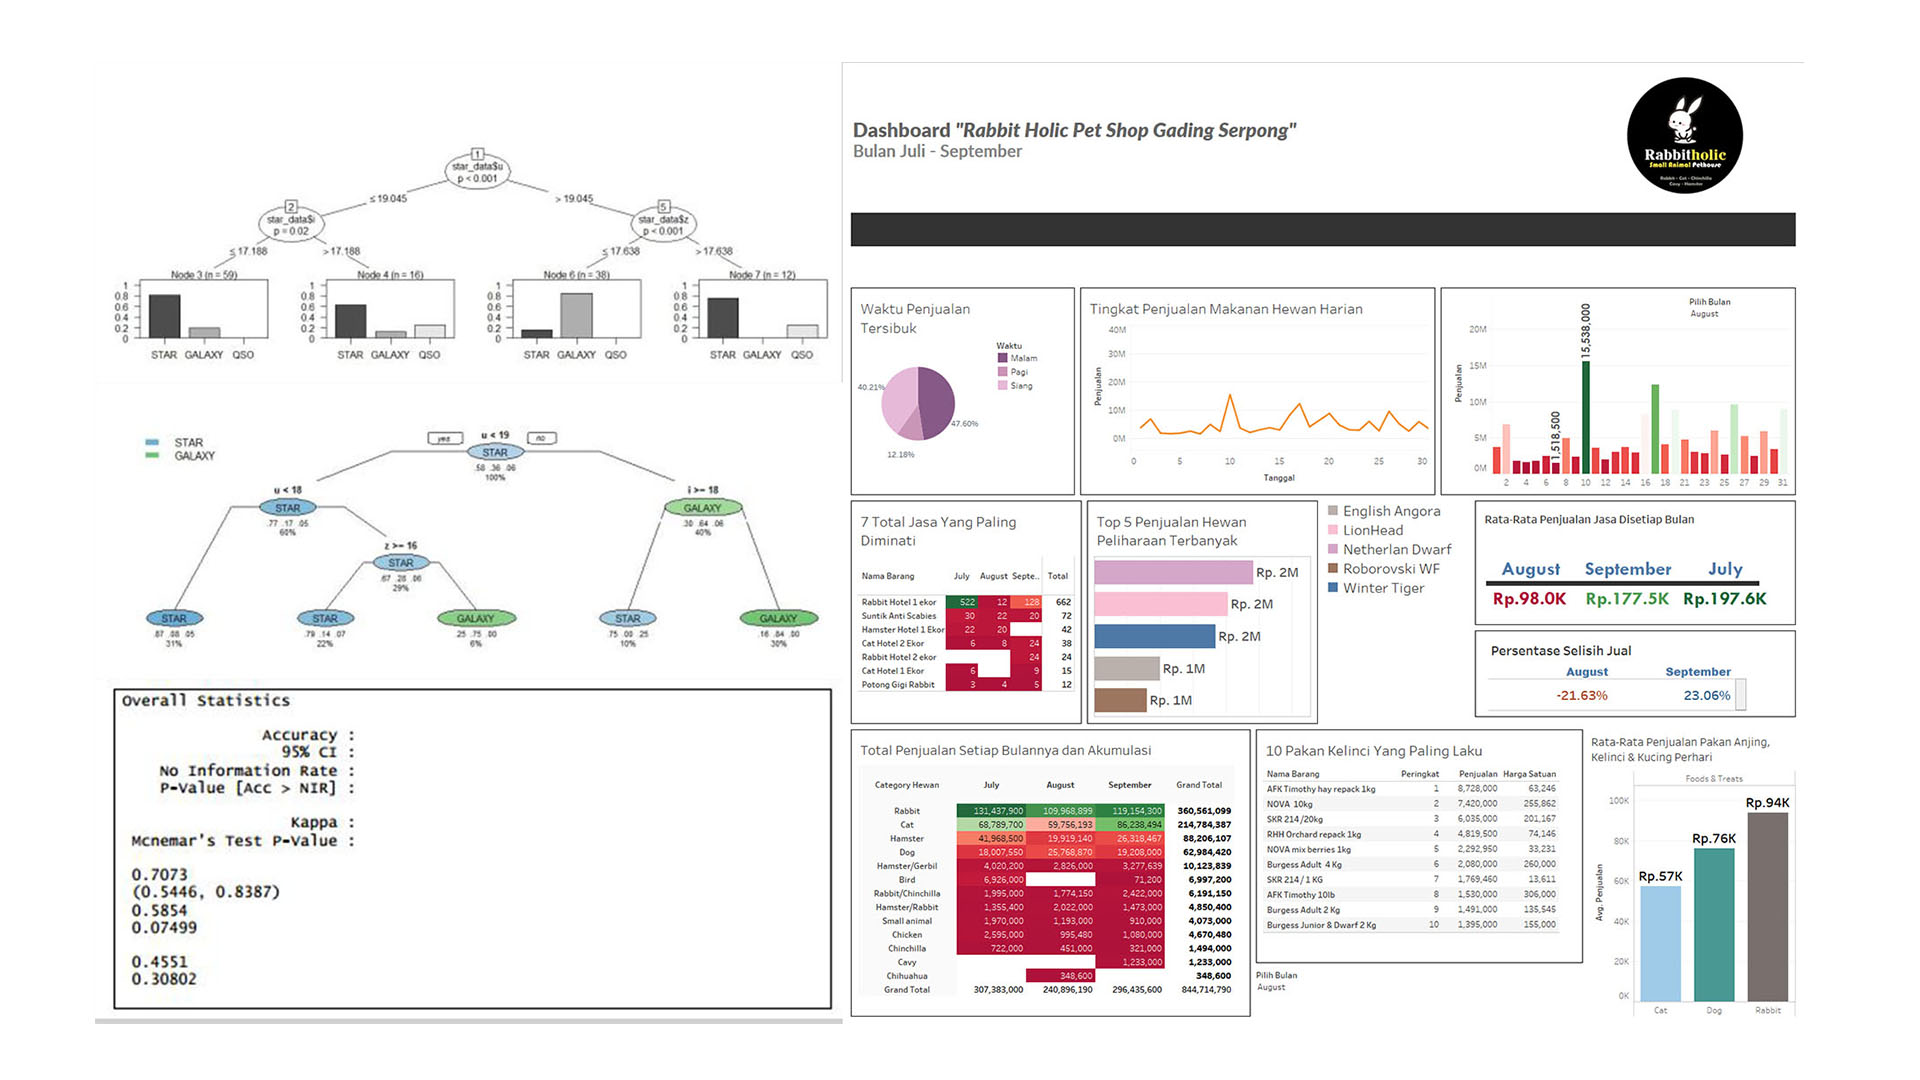 1
star_data$u
p < 0.001
≤ 19.045
> 19.045
2
star_data$i
p = 0.02
5
star_data$z
p < 0.001
≤ 17.188
> 17.188
≤ 17.638
> 17.638
Node 3 (n = 59)
Node 4 (n = 16)
Node 6 (n = 38)
Node 7 (n = 12)
1
0.8
0.6
0.4
0.2
0
1
0.8
0.6
0.4
0.2
0
1
0.8
0.6
0.4
0.2
0
1
0.8
0.6
0.4
0.2
0
STAR GALAXY QSO
STAR GALAXY QSO
STAR GALAXY QSO
STAR GALAXY QSO
STAR
GALAXY
yes
u < 19
no
STAR
.58 .36 .06
100%
u < 18
STAR
.77 .17 .05
60%
i >= 18
GALAXY
.30 .64 .06
40%
z >= 16
STAR
.67 .28 .06
29%
STAR
.87 .08 .05
31%
STAR
.79 .14 .07
22%
GALAXY
.25 .75 .00
6%
STAR
.75 .00 .25
10%
GALAXY
.16 .84 .00
30%
Overall Statistics
Accuracy :
95% CI :
No Information Rate :
P-Value [Acc > NIR] :
Kappa :
Mcnemar's Test P-Value :
0.7073
(0.5446, 0.8387)
0.5854
0.07499
0.4551
0.30802
Dashboard "Rabbit Holic Pet Shop Gading Serpong"
Bulan Juli - September
Rabbitholic
Small Animal Pethouse
Rabbit - Cat - Chinchilla
Cavy - Hamster
Waktu Penjualan
Tersibuk
Waktu
Malam
Pagi
Siang
40.21%
47.60%
12.18%
Tingkat Penjualan Makanan Hewan Harian
40M
30M
20M
10M
0M
Penjualan
0 5 10 15 20 25 30
Tanggal
Pilih Bulan
August
20M
15M
10M
5M
0M
Penjualan
1,518,500
15,538,000
2 4 6 8 10 12 14 16 18 21 23 25 27 29 31
7 Total Jasa Yang Paling
Diminati
Nama Barang July August Septe.. Total
Rabbit Hotel 1 ekor 522 12 128 662
Suntik Anti Scabies 30 22 20 72
Hamster Hotel 1 Ekor 22 20 42
Cat Hotel 2 Ekor 6 8 24 38
Rabbit Hotel 2 ekor 24 24
Cat Hotel 1 Ekor 6 9 15
Potong Gigi Rabbit 3 4 5 12
Top 5 Penjualan Hewan
Peliharaan Terbanyak
Rp. 2M
Rp. 2M
Rp. 2M
Rp. 1M
Rp. 1M
English Angora
LionHead
Netherlan Dwarf
Roborovski WF
Winter Tiger
Rata-Rata Penjualan Jasa Disetiap Bulan
August September July
Rp.98.0K Rp.177.5K Rp.197.6K
Persentase Selisih Jual
August September
-21.63% 23.06%
Total Penjualan Setiap Bulannya dan Akumulasi
Category Hewan July August September Grand Total
Rabbit 131,437,900 109,968,899 119,154,300 360,561,099
Cat 68,789,700 59,756,193 86,238,494 214,784,387
Hamster 41,968,500 19,919,140 26,318,467 88,206,107
Dog 18,007,550 25,768,870 19,208,000 62,984,420
Hamster/Gerbil 4,020,200 2,826,000 3,277,639 10,123,839
Bird 6,926,000 71,200 6,997,200
Rabbit/Chinchilla 1,995,000 1,774,150 2,422,000 6,191,150
Hamster/Rabbit 1,355,400 2,022,000 1,473,000 4,850,400
Small animal 1,970,000 1,193,000 910,000 4,073,000
Chicken 2,595,000 995,480 1,080,000 4,670,480
Chinchilla 722,000 451,000 321,000 1,494,000
Cavy 1,233,000 1,233,000
Chihuahua 348,600 348,600
Grand Total 307,383,000 240,896,190 296,435,600 844,714,790
10 Pakan Kelinci Yang Paling Laku
Nama Barang Peringkat Penjualan Harga Satuan
AFK Timothy hay repack 1kg 1 8,728,000 63,246
NOVA 10kg 2 7,420,000 255,862
SKR 214 /20kg 3 6,035,000 201,167
RHH Orchard repack 1kg 4 4,819,500 74,146
NOVA mix berries 1kg 5 2,292,950 33,231
Burgess Adult 4 Kg 6 2,080,000 260,000
SKR 214 / 1 KG 7 1,769,460 13,611
AFK Timothy 10lb 8 1,530,000 306,000
Burgess Adult 2 Kg 9 1,491,000 135,545
Burgess Junior & Dwarf 2 Kg 10 1,395,000 155,000
Pilih Bulan
August
Rata-Rata Penjualan Pakan Anjing,
Kelinci & Kucing Perhari
Foods & Treats
100K
80K
60K
40K
20K
0K
Avg. Penjualan
Rp.57K
Rp.76K
Rp.94K
Cat Dog Rabbit